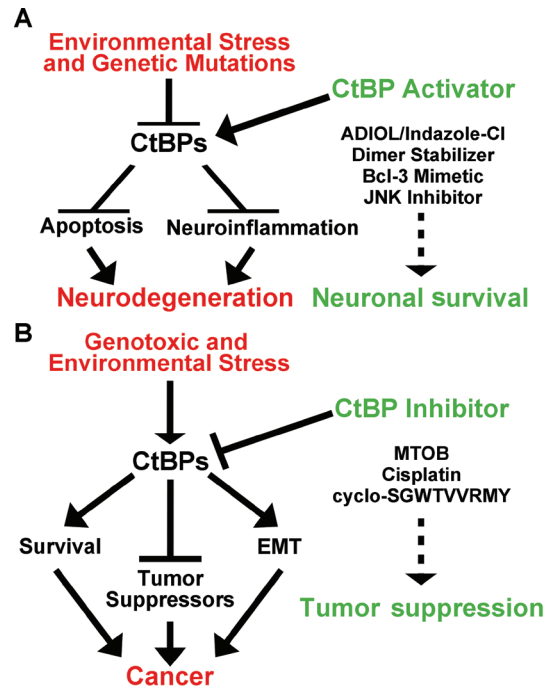 A
Environmental Stress
and Genetic Mutations
CtBP Activator
CtBPs
ADIOL/Indazole-Cl
Dimer Stabilizer
Bcl-3 Mimetic
JNK Inhibitor
Apoptosis
Neuroinflammation
Neurodegeneration
Neuronal survival
B
Genotoxic and
Environmental Stress
CtBP Inhibitor
CtBPs
MTOB
Cisplatin
cyclo-SGWTVVRMY
Survival
EMT
Tumor
Suppressors
Tumor suppression
Cancer